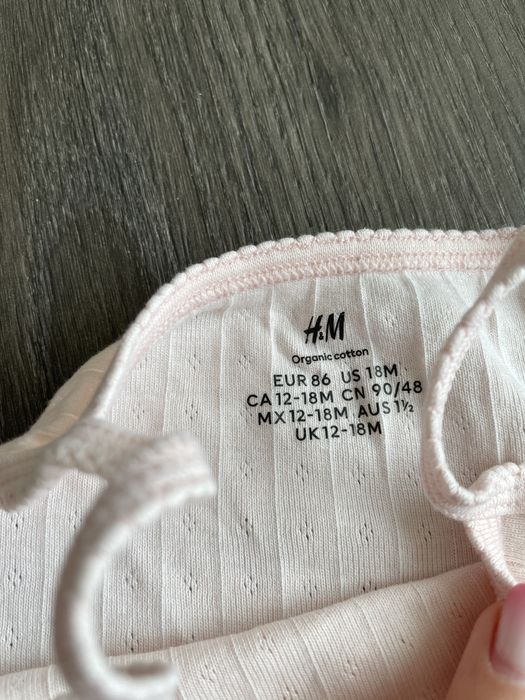 H&M
Organic cotton
EUR 86 US 18M
CA 12-18M CN 90/48
MX 12-18M AUS 1½
UK 12-18M